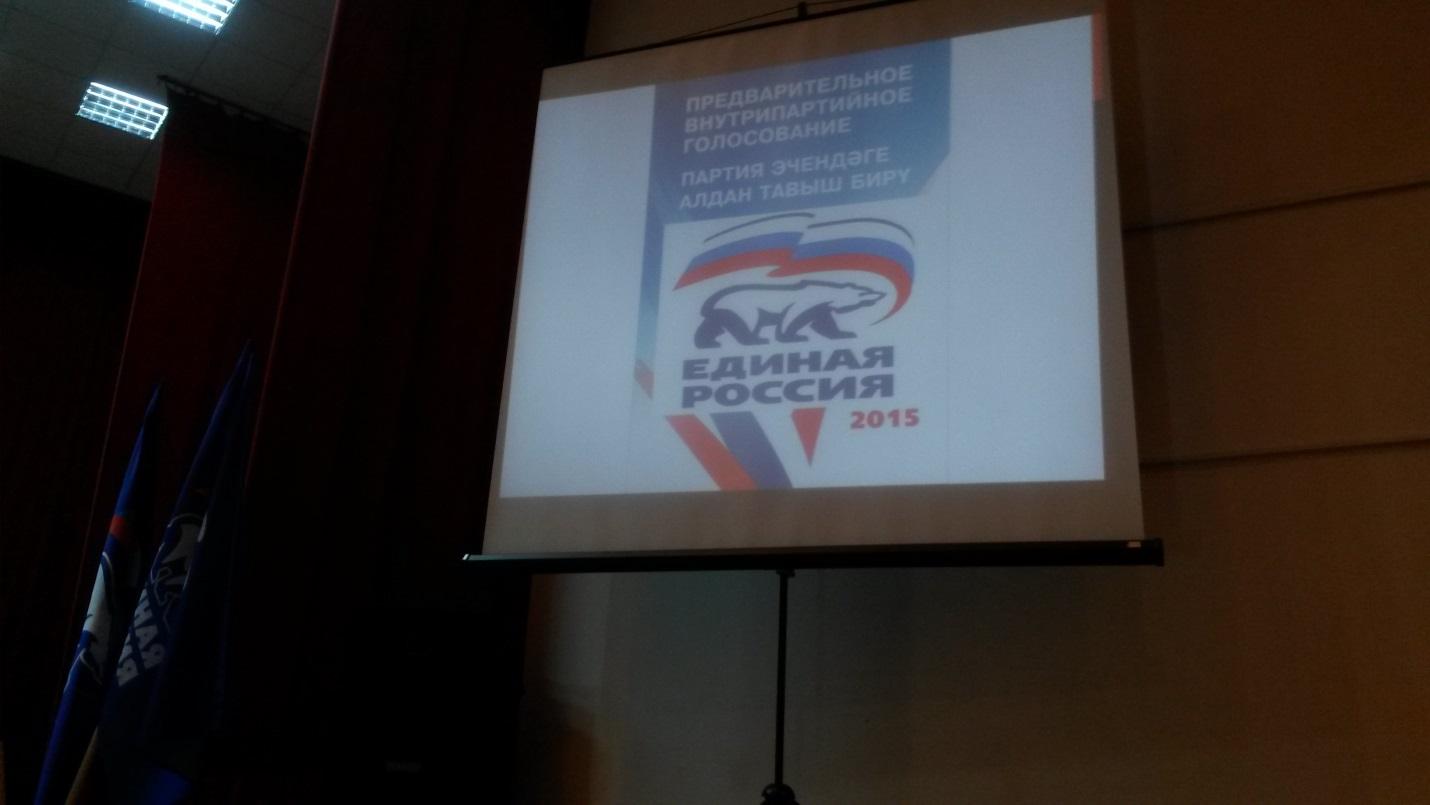 ПРЕДВАРИТЕЛЬНОЕ
ВНУТРИПАРТИЙНОЕ
ГОЛОСОВАНИЕ
ПАРТИЯ ЭЧЕНДӘГЕ
АЛДАН ТАВЫШ БИРҮ
ЕДИНАЯ
РОССИЯ
2015